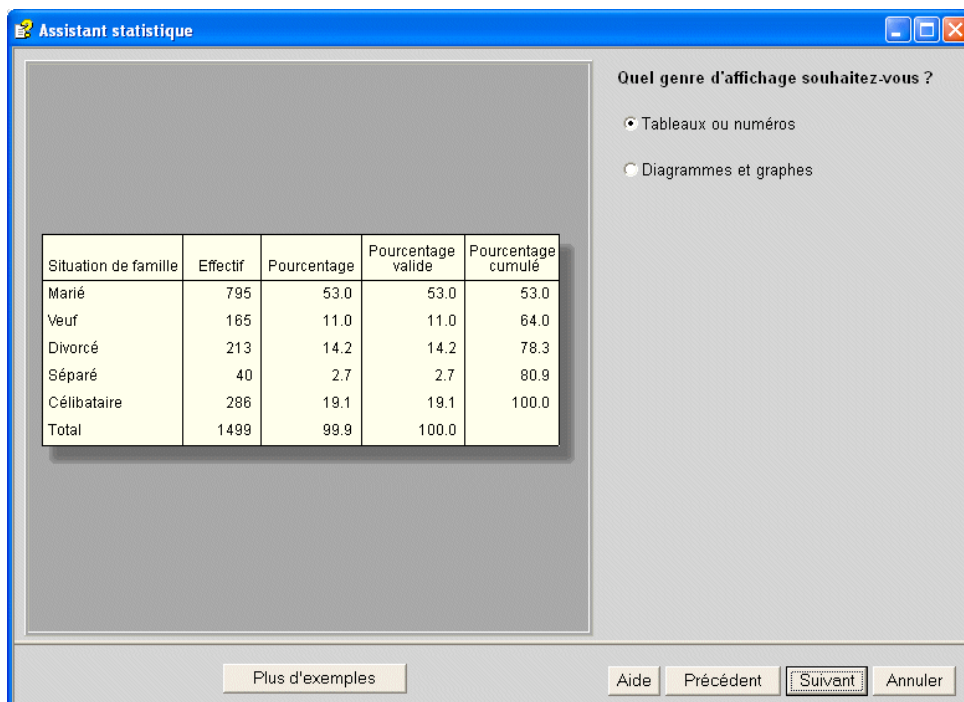 Assistant statistique
Quel genre d'affichage souhaitez-vous ?
Tableaux ou numéros
Diagrammes et graphes
Situation de famille Effectif Pourcentage Pourcentage valide Pourcentage cumulé
Marié 795 53.0 53.0 53.0
Veuf 165 11.0 11.0 64.0
Divorcé 213 14.2 14.2 78.3
Séparé 40 2.7 2.7 80.9
Célibataire 286 19.1 19.1 100.0
Total 1499 99.9 100.0
Plus d'exemples
Aide Précédent Suivant Annuler